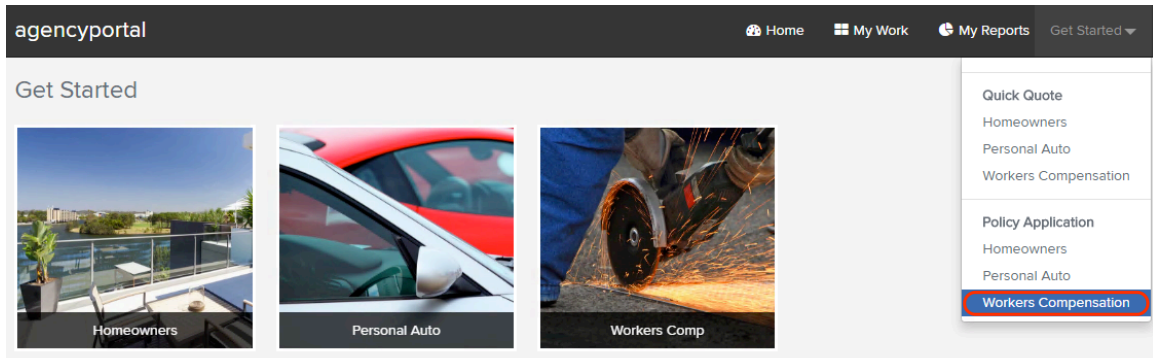 agencyportal
Home My Work My Reports Get Started
Get Started
Homeowners
Personal Auto
Workers Comp
Quick Quote
Homeowners
Personal Auto
Workers Compensation
Policy Application
Homeowners
Personal Auto
Workers Compensation